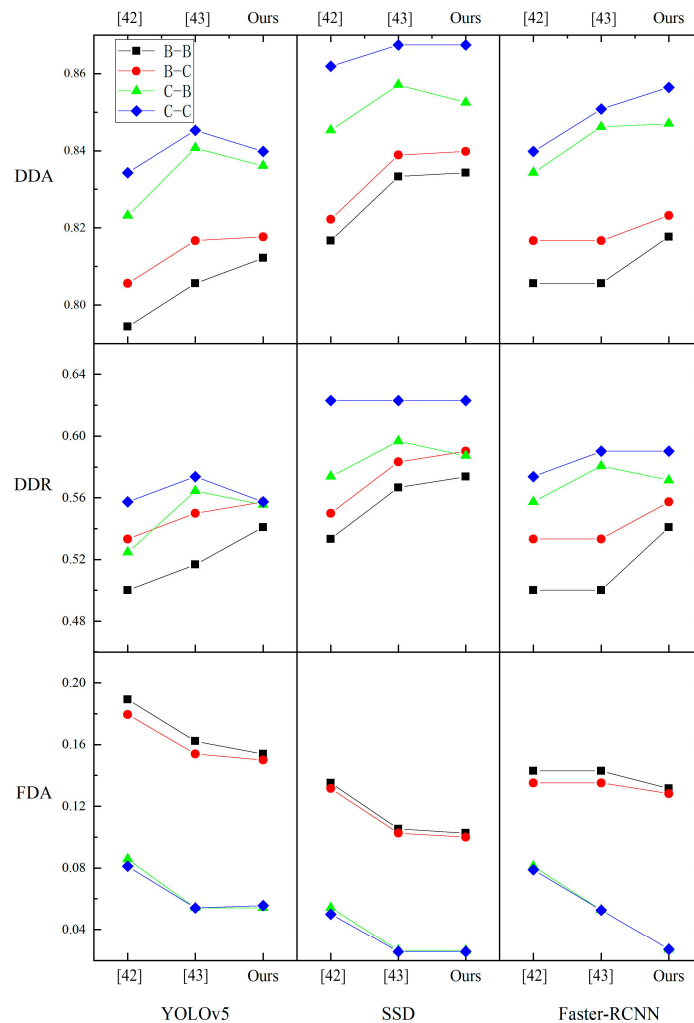 [42] [43] Ours [42] [43] Ours [42] [43] Ours
B-B
B-C
C-B
C-C
0.86
0.84
DDA
0.82
0.80
0.64
0.60
DDR
0.56
0.52
0.48
0.20
0.16
FDA
0.12
0.08
0.04
[42] [43] Ours [42] [43] Ours [42] [43] Ours
YOLOv5 SSD Faster-RCNN